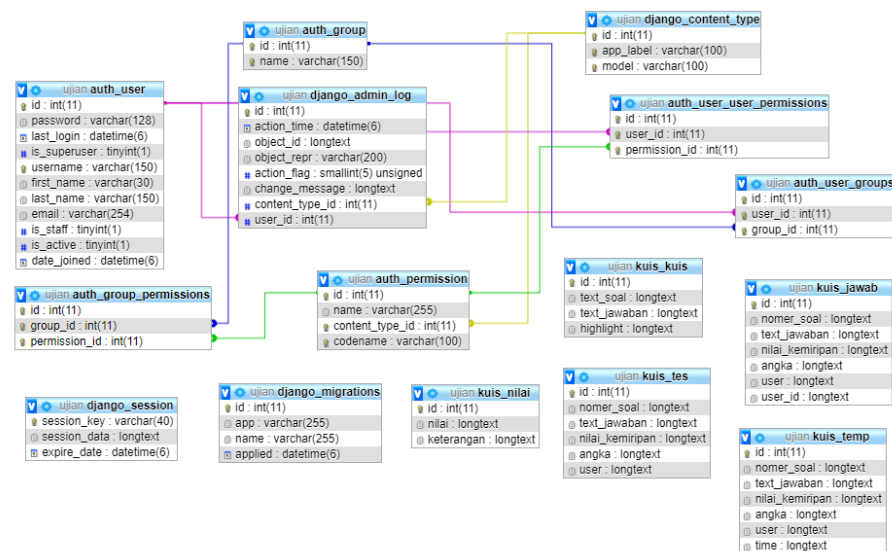 ujian auth_group
id : int(11)
name : varchar(150)
ujian django_content_type
id : int(11)
app_label : varchar(100)
model : varchar(100)
ujian auth_user
id : int(11)
password : varchar(128)
last_login : datetime(6)
is_superuser : tinyint(1)
username : varchar(150)
first_name : varchar(30)
last_name : varchar(150)
email : varchar(254)
is_staff : tinyint(1)
is_active : tinyint(1)
date_joined : datetime(6)
ujian django_admin_log
id : int(11)
action_time : datetime(6)
object_id : longtext
object_repr : varchar(200)
action_flag : smallint(5) unsigned
change_message : longtext
content_type_id : int(11)
user_id : int(11)
ujian auth_user_user_permissions
id : int(11)
user_id : int(11)
permission_id : int(11)
ujian auth_user_groups
id : int(11)
user_id : int(11)
group_id : int(11)
ujian auth_group_permissions
id : int(11)
group_id : int(11)
permission_id : int(11)
ujian auth_permission
id : int(11)
name : varchar(255)
content_type_id : int(11)
codename : varchar(100)
ujian kuis_kuis
id : int(11)
text_soal : longtext
text_jawaban : longtext
highlight : longtext
ujian kuis_jawab
id : int(11)
nomer_soal : longtext
text_jawaban : longtext
nilai_kemiripan : longtext
angka : longtext
user : longtext
user_id : longtext
ujian django_session
session_key : varchar(40)
session_data : longtext
expire_date : datetime(6)
ujian django_migrations
id : int(11)
app : varchar(255)
name : varchar(255)
applied : datetime(6)
ujian kuis_nilai
id : int(11)
nilai : longtext
keterangan : longtext
ujian kuis_tes
id : int(11)
nomer_soal : longtext
text_jawaban : longtext
nilai_kemiripan : longtext
angka : longtext
user : longtext
ujian kuis_temp
id : int(11)
nomer_soal : longtext
text_jawaban : longtext
nilai_kemiripan : longtext
angka : longtext
user : longtext
time : longtext